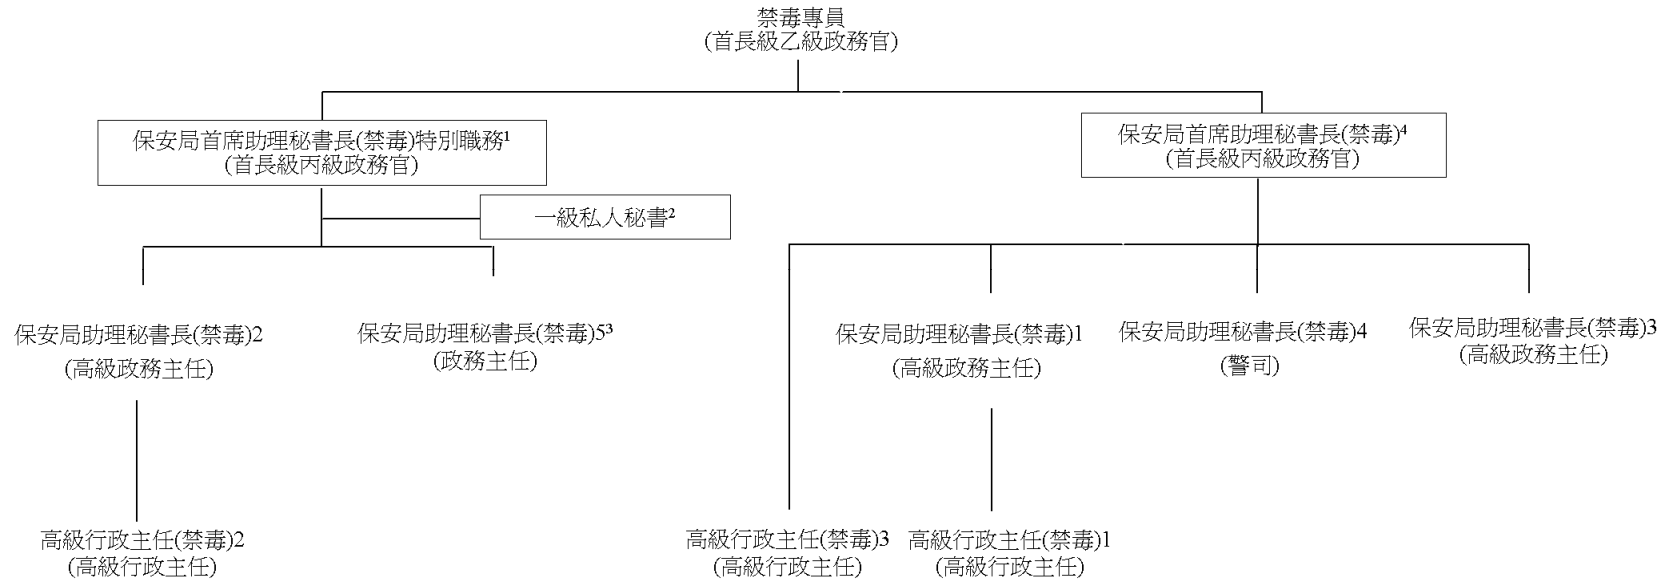 禁毒專員
(首長級乙級政務官)
保安局首席助理秘書長(禁毒)特別職務¹
(首長級丙級政務官)
保安局首席助理秘書長(禁毒)⁴
(首長級丙級政務官)
一級私人秘書²
保安局助理秘書長(禁毒)2
(高級政務主任)
保安局助理秘書長(禁毒)5³
(政務主任)
保安局助理秘書長(禁毒)1
(高級政務主任)
保安局助理秘書長(禁毒)4
(警司)
保安局助理秘書長(禁毒)3
(高級政務主任)
高級行政主任(禁毒)2
(高級行政主任)
高級行政主任(禁毒)3
(高級行政主任)
高級行政主任(禁毒)1
(高級行政主任)